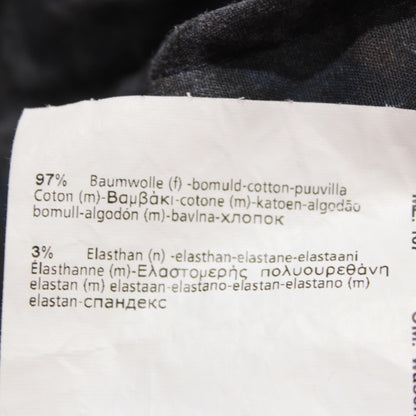 97% Baumwolle (f) -bomuld-cotton-puuvilla
Coton (m)-Βαμβάκι-cotone (m)-katoen-algodão
bomull-algodón (m)-bavlna-хлопок
3% Elasthan (n) -elasthan-elastane-elastaani
Élasthanne (m)-Ελαστομερής πολυουρεθάνη
elastan (m) elastaan-elastano-elastan-elastano (m)
elastan-спандекс